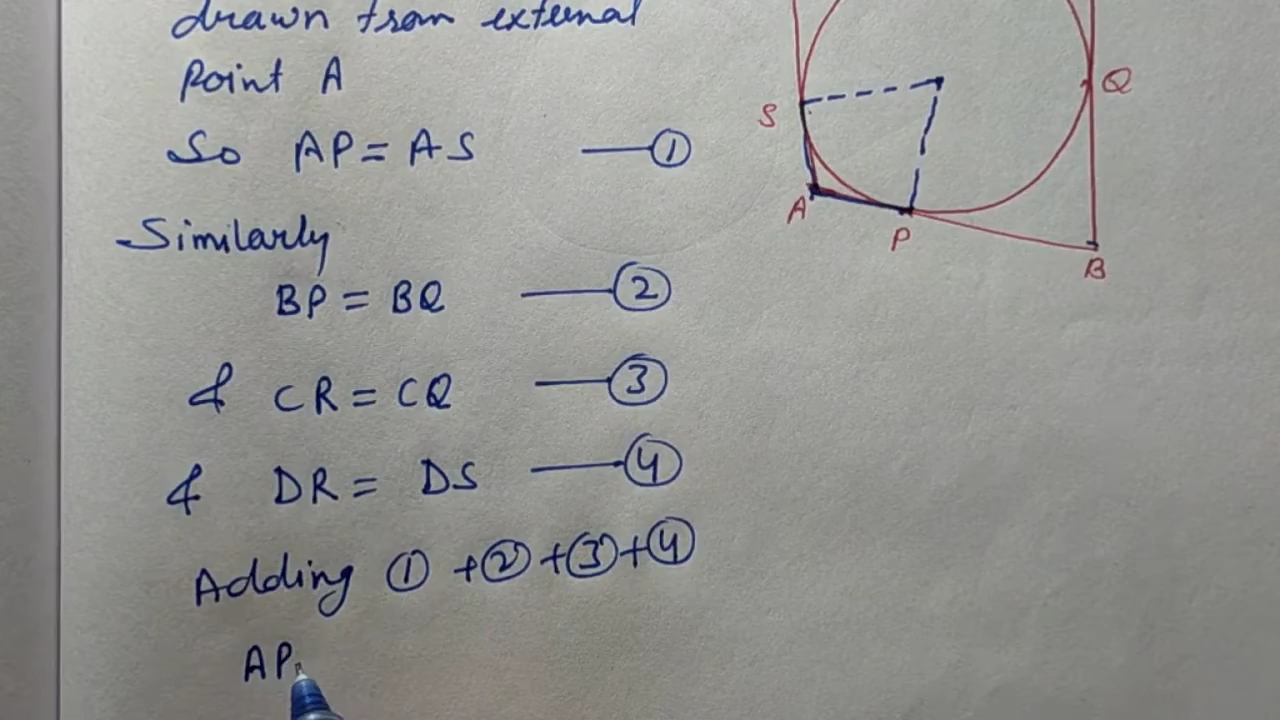 drawn from external
Point A
So AP = AS ——①
Similarly
BP = BQ ——②
& CR = CQ ——③
& DR = DS ——④
Adding ① + ② + ③ + ④
AP
Q
S
A
P
B